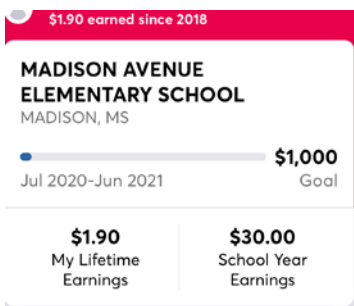 $1.90 earned since 2018
MADISON AVENUE
ELEMENTARY SCHOOL
MADISON, MS
$1,000
Jul 2020-Jun 2021 Goal
$1.90 $30.00
My Lifetime School Year
Earnings Earnings